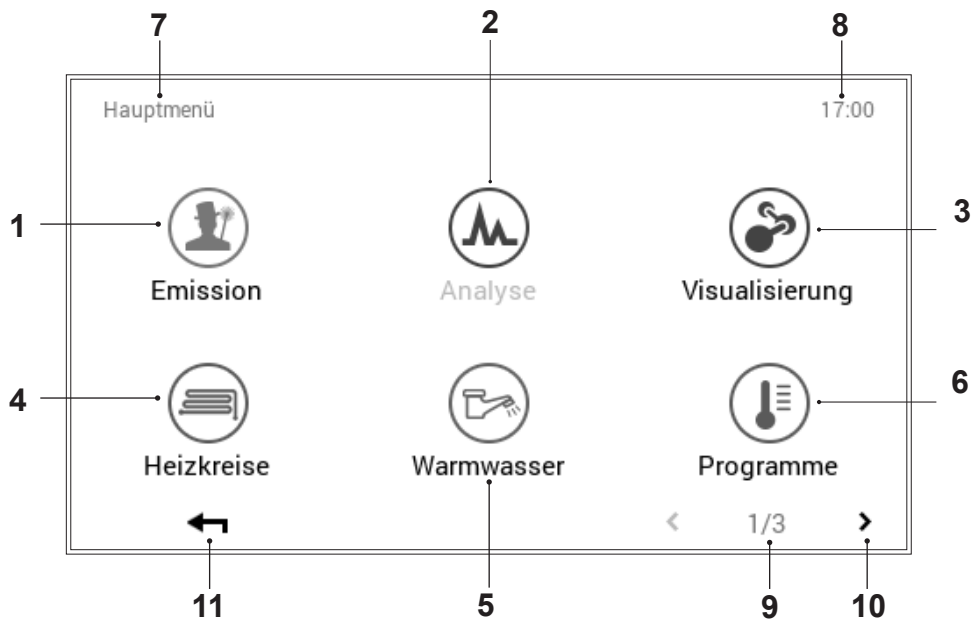 7 2 8
Hauptmenü 17:00
1 3
Emission Analyse Visualisierung
4 6
Heizkreise Warmwasser Programme
< 1/3 >
11 5 9 10